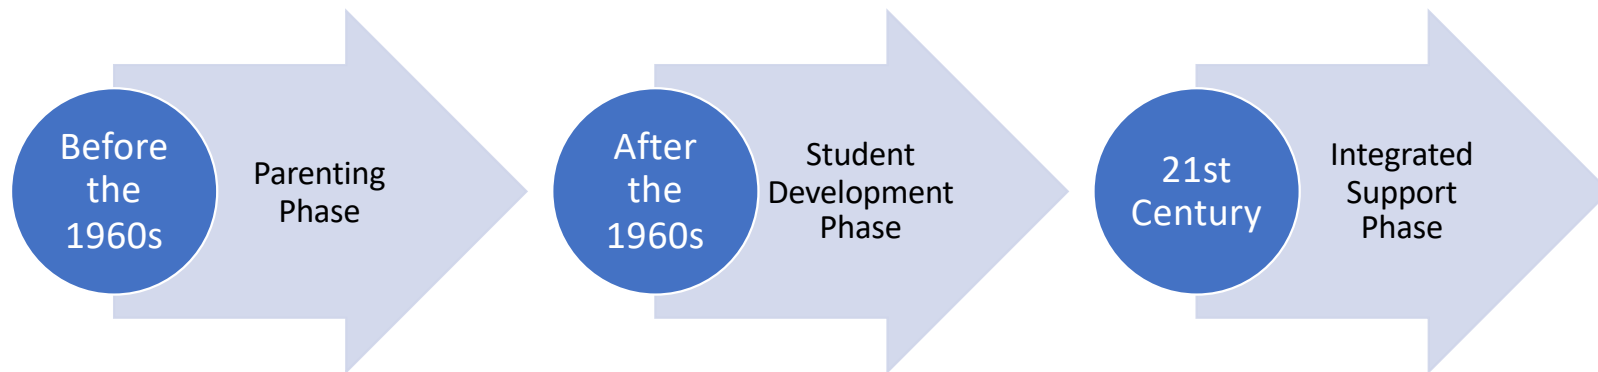 Before
the
1960s
Parenting
Phase
After
the
1960s
Student
Development
Phase
21st
Century
Integrated
Support
Phase